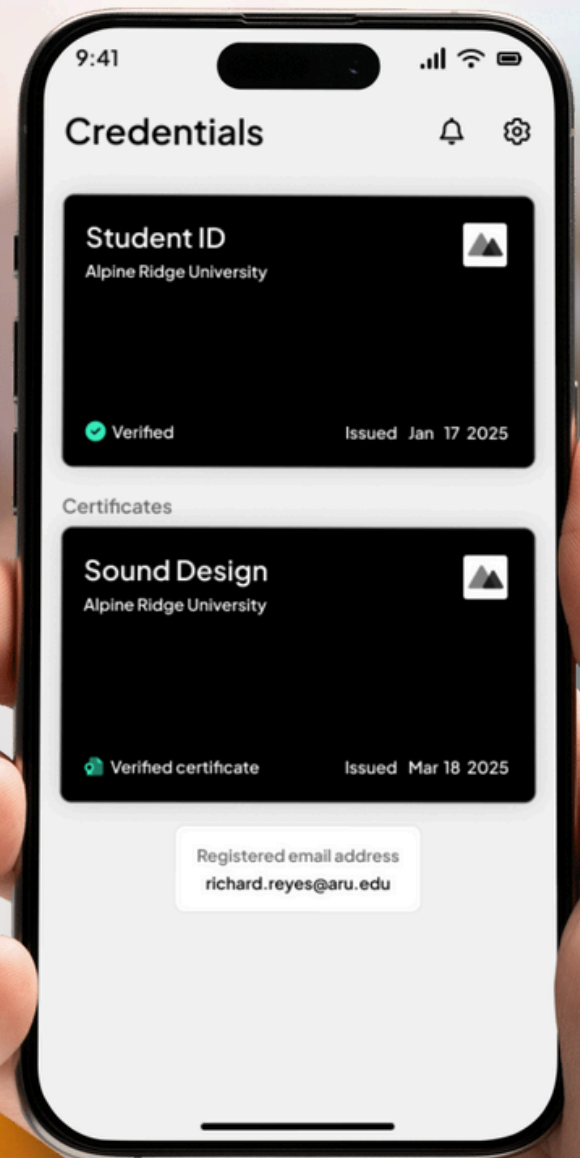 9:41
Credentials
Student ID
Alpine Ridge University
Verified
Issued Jan 17 2025
Certificates
Sound Design
Alpine Ridge University
Verified certificate
Issued Mar 18 2025
Registered email address
richard.reyes@aru.edu